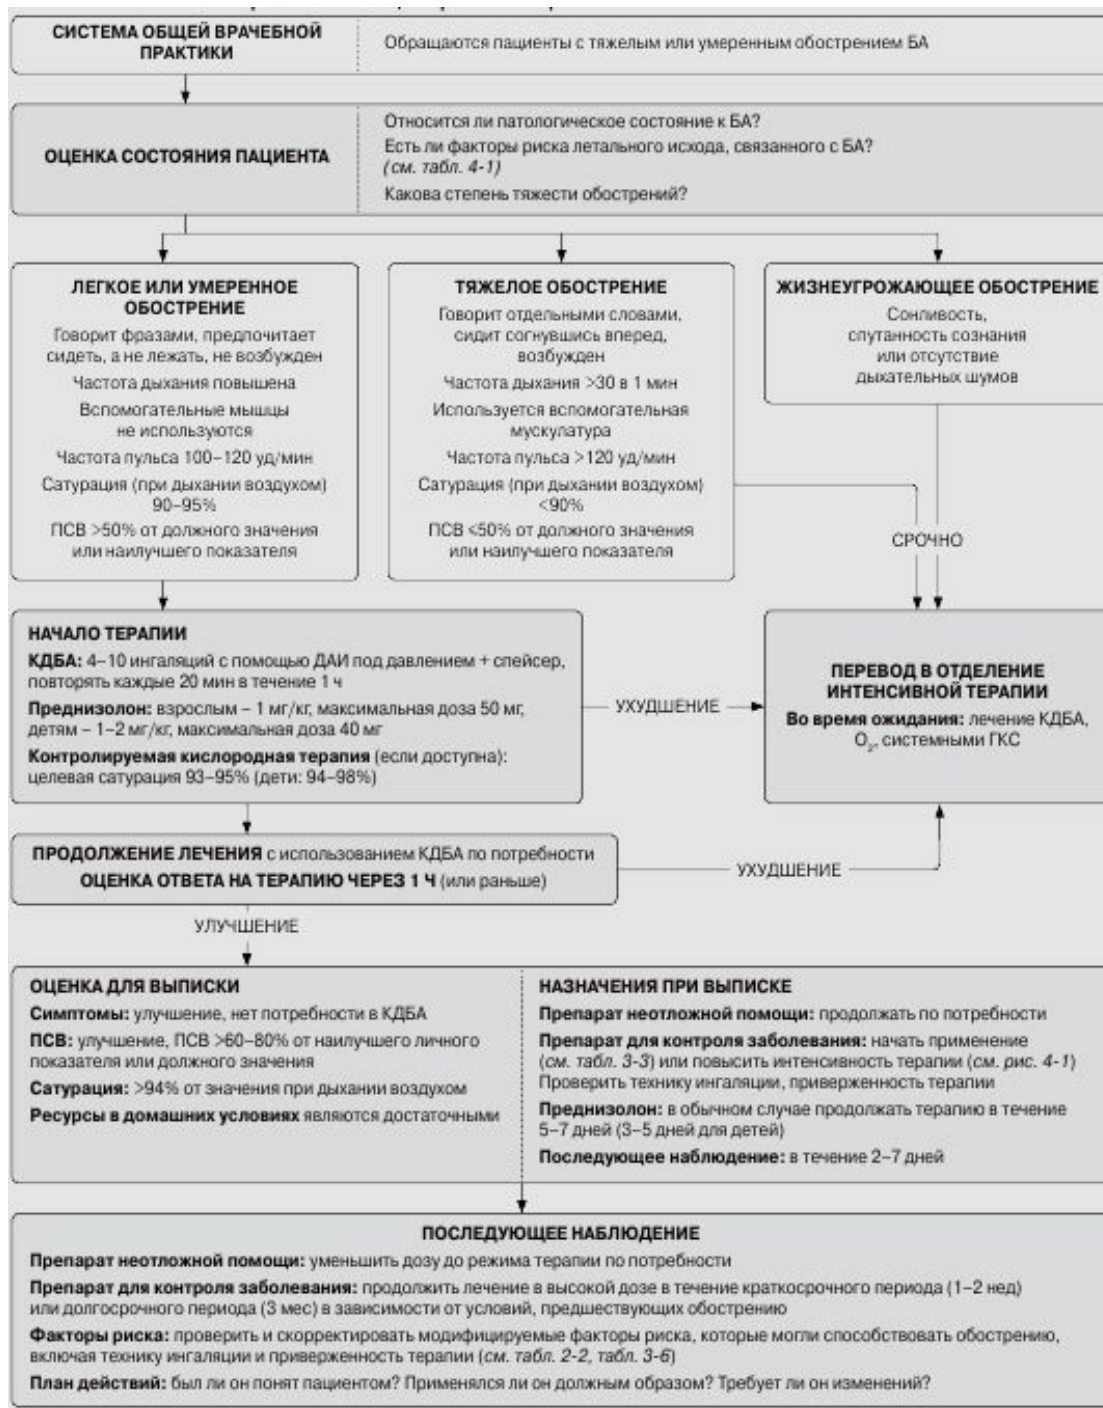 СИСТЕМА ОБЩЕЙ ВРАЧЕБНОЙ
ПРАКТИКИ
Обращаются пациенты с тяжелым или умеренным обострением БА
ОЦЕНКА СОСТОЯНИЯ ПАЦИЕНТА
Относится ли патологическое состояние к БА?
Есть ли факторы риска летального исхода, связанного с БА?
(см. табл. 4-1)
Какова степень тяжести обострений?
ЛЕГКОЕ ИЛИ УМЕРЕННОЕ
ОБОСТРЕНИЕ
Говорит фразами, предпочитает
сидеть, а не лежать, не возбужден
Частота дыхания повышена
Вспомогательные мышцы
не используются
Частота пульса 100–120 уд/мин
Сатурация (при дыхании воздухом)
90–95%
ПСВ >50% от должного значения
или наилучшего показателя
ТЯЖЕЛОЕ ОБОСТРЕНИЕ
Говорит отдельными словами,
сидит согнувшись вперед,
возбужден
Частота дыхания >30 в 1 мин
Используется вспомогательная
мускулатура
Частота пульса >120 уд/мин
Сатурация (при дыхании воздухом)
<90%
ПСВ ≤50% от должного значения
или наилучшего показателя
ЖИЗНЕУГРОЖАЮЩЕЕ ОБОСТРЕНИЕ
Сонливость,
спутанность сознания
или отсутствие
дыхательных шумов
СРОЧНО
НАЧАЛО ТЕРАПИИ
КДБА: 4–10 ингаляций с помощью ДАИ под давлением + спейсер,
повторять каждые 20 мин в течение 1 ч
Преднизолон: взрослым – 1 мг/кг, максимальная доза 50 мг,
детям – 1–2 мг/кг, максимальная доза 40 мг
Контролируемая кислородная терапия (если доступна):
целевая сатурация 93–95% (дети: 94–98%)
УХУДШЕНИЕ
ПЕРЕВОД В ОТДЕЛЕНИЕ
ИНТЕНСИВНОЙ ТЕРАПИИ
Во время ожидания: лечение КДБА,
O₂, системными ГКС
ПРОДОЛЖЕНИЕ ЛЕЧЕНИЯ с использованием КДБА по потребности
ОЦЕНКА ОТВЕТА НА ТЕРАПИЮ ЧЕРЕЗ 1 Ч (или раньше)
УХУДШЕНИЕ
УЛУЧШЕНИЕ
ОЦЕНКА ДЛЯ ВЫПИСКИ
Симптомы: улучшение, нет потребности в КДБА
ПСВ: улучшение, ПСВ >60–80% от наилучшего личного
показателя или должного значения
Сатурация: >94% от значения при дыхании воздухом
Ресурсы в домашних условиях являются достаточными
НАЗНАЧЕНИЯ ПРИ ВЫПИСКЕ
Препарат неотложной помощи: продолжать по потребности
Препарат для контроля заболевания: начать применение
(см. табл. 3-3) или повысить интенсивность терапии (см. рис. 4-1)
Проверить технику ингаляции, приверженность терапии
Преднизолон: в обычном случае продолжать терапию в течение
5–7 дней (3–5 дней для детей)
Последующее наблюдение: в течение 2–7 дней
ПОСЛЕДУЮЩЕЕ НАБЛЮДЕНИЕ
Препарат неотложной помощи: уменьшить дозу до режима терапии по потребности
Препарат для контроля заболевания: продолжить лечение в высокой дозе в течение краткосрочного периода (1–2 нед)
или долгосрочного периода (3 мес) в зависимости от условий, предшествующих обострению
Факторы риска: проверить и скорректировать модифицируемые факторы риска, которые могли способствовать обострению,
включая технику ингаляции и приверженность терапии (см. табл. 2-2, табл. 3-6)
План действий: был ли он понят пациентом? Применялся ли он должным образом? Требует ли он изменений?